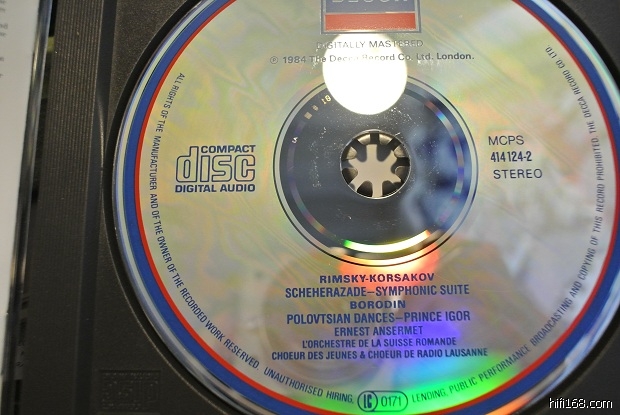 DECCA
DIGITALLY MASTERED
℗ 1984 The Decca Record Co. Ltd. London.
COMPACT
disc
DIGITAL AUDIO
MCPS
414 124-2
STEREO
RIMSKY-KORSAKOV
SCHEHERAZADE–SYMPHONIC SUITE
BORODIN
POLOVTSIAN DANCES–PRINCE IGOR
ERNEST ANSERMET
L'ORCHESTRE DE LA SUISSE ROMANDE
CHOEUR DES JEUNES & CHOEUR DE RADIO LAUSANNE
ALL RIGHTS OF THE MANUFACTURER AND OF THE OWNER OF THE RECORDED WORK RESERVED. UNAUTHORISED HIRING, LC 0171 LENDING, PUBLIC PERFORMANCE, BROADCASTING AND COPYING OF THIS RECORD PROHIBITED. THE DECCA RECORD CO. LTD.
hifi168.com